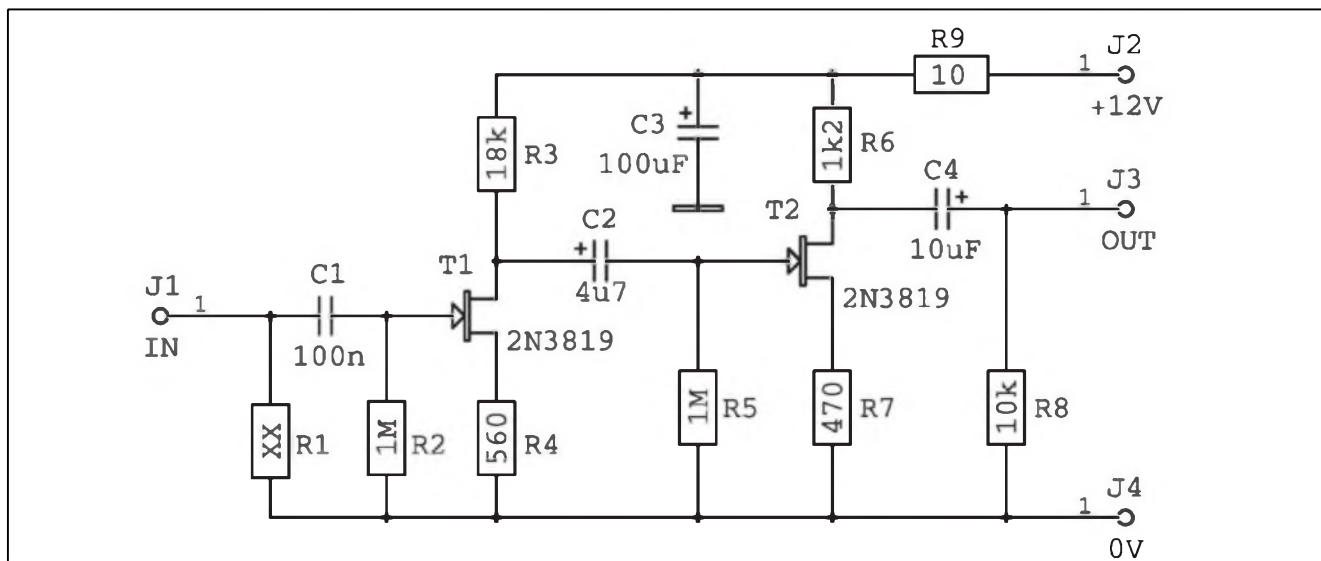 R9
J2
10
1
+12V
C3
100uF
18k
R3
1k2
R6
C4
J3
1
OUT
10uF
T2
C2
4u7
2N3819
T1
C1
J1
1
IN
100n
2N3819
XX
R1
1M
R2
560
R4
1M
R5
470
R7
10k
R8
J4
1
0V